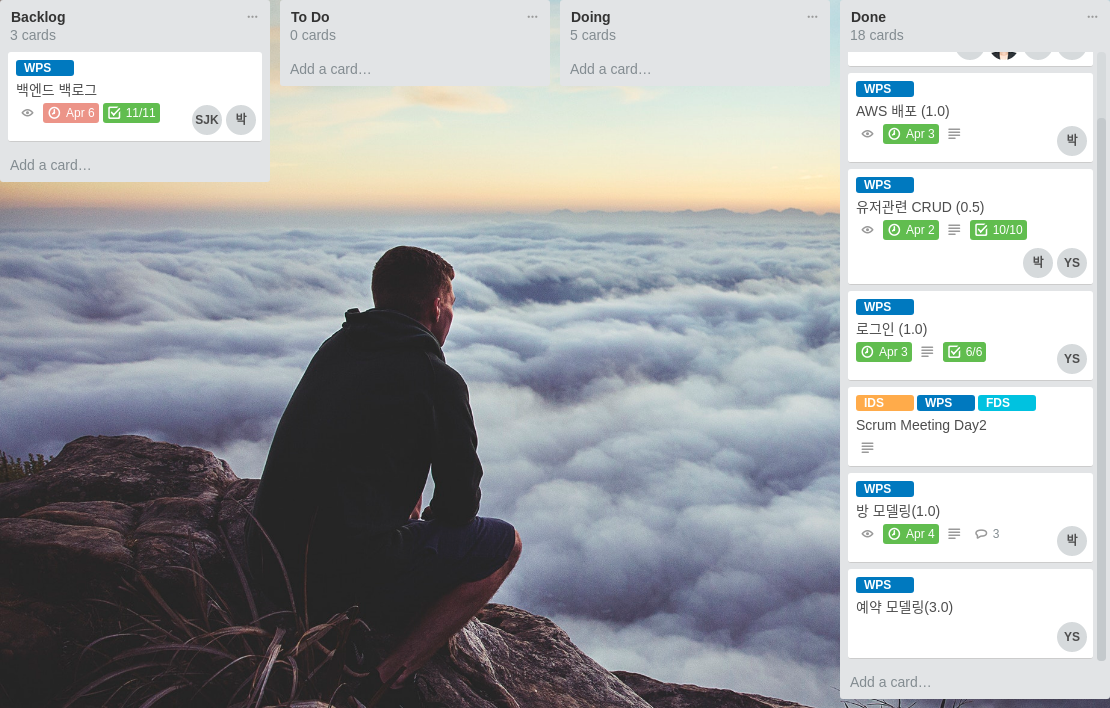 Backlog
3 cards
WPS
백엔드 백로그
Apr 6
11/11
SJK
박
Add a card…
To Do
0 cards
Add a card…
Doing
5 cards
Add a card…
Done
18 cards
WPS
AWS 배포 (1.0)
Apr 3
박
WPS
유저관련 CRUD (0.5)
Apr 2
10/10
박
YS
WPS
로그인 (1.0)
Apr 3
6/6
YS
IDS WPS FDS
Scrum Meeting Day2
WPS
방 모델링(1.0)
Apr 4
3
박
WPS
예약 모델링(3.0)
YS
Add a card…